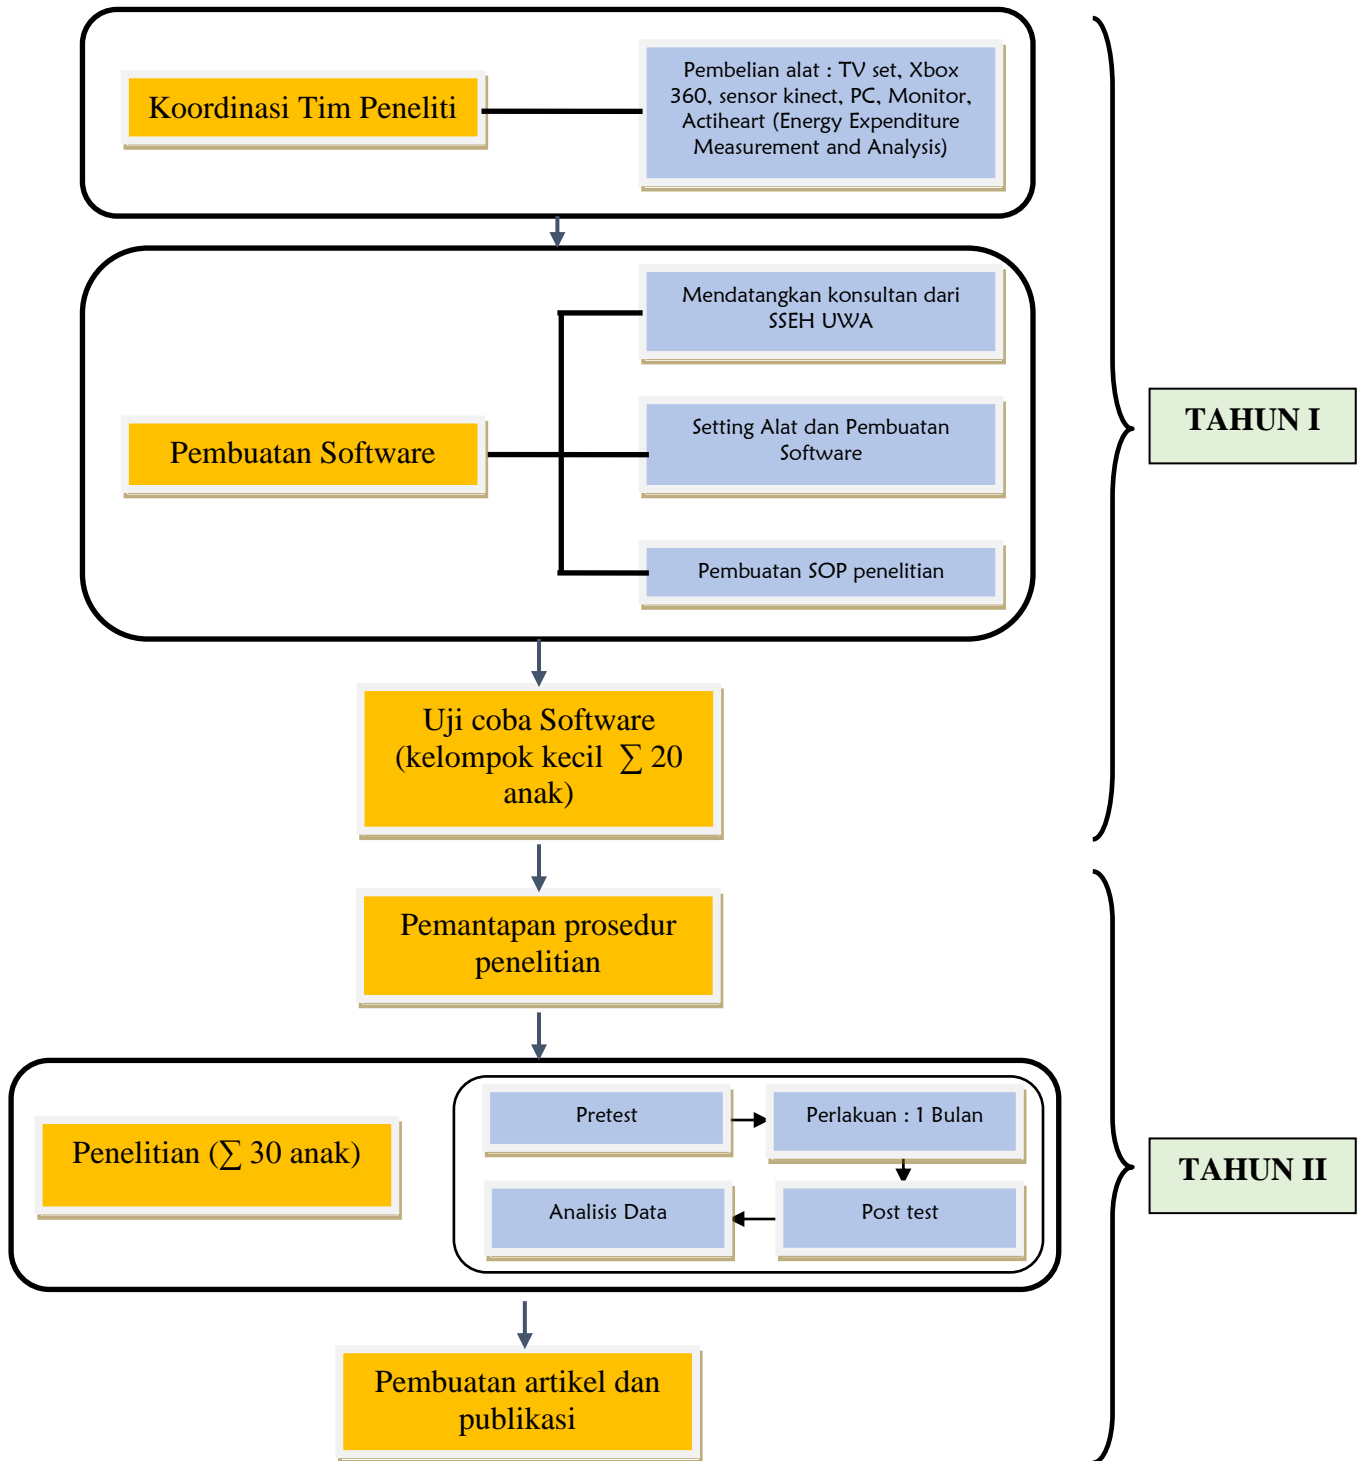 Koordinasi Tim Peneliti
Pembelian alat : TV set, Xbox
360, sensor kinect, PC, Monitor,
Actiheart (Energy Expenditure
Measurement and Analysis)
Mendatangkan konsultan dari
SSEH UWA
Pembuatan Software
Setting Alat dan Pembuatan
Software
Pembuatan SOP penelitian
TAHUN I
Uji coba Software
(kelompok kecil ∑ 20
anak)
Pemantapan prosedur
penelitian
Penelitian (∑ 30 anak)
Pretest
Perlakuan : 1 Bulan
Analisis Data
Post test
TAHUN II
Pembuatan artikel dan
publikasi